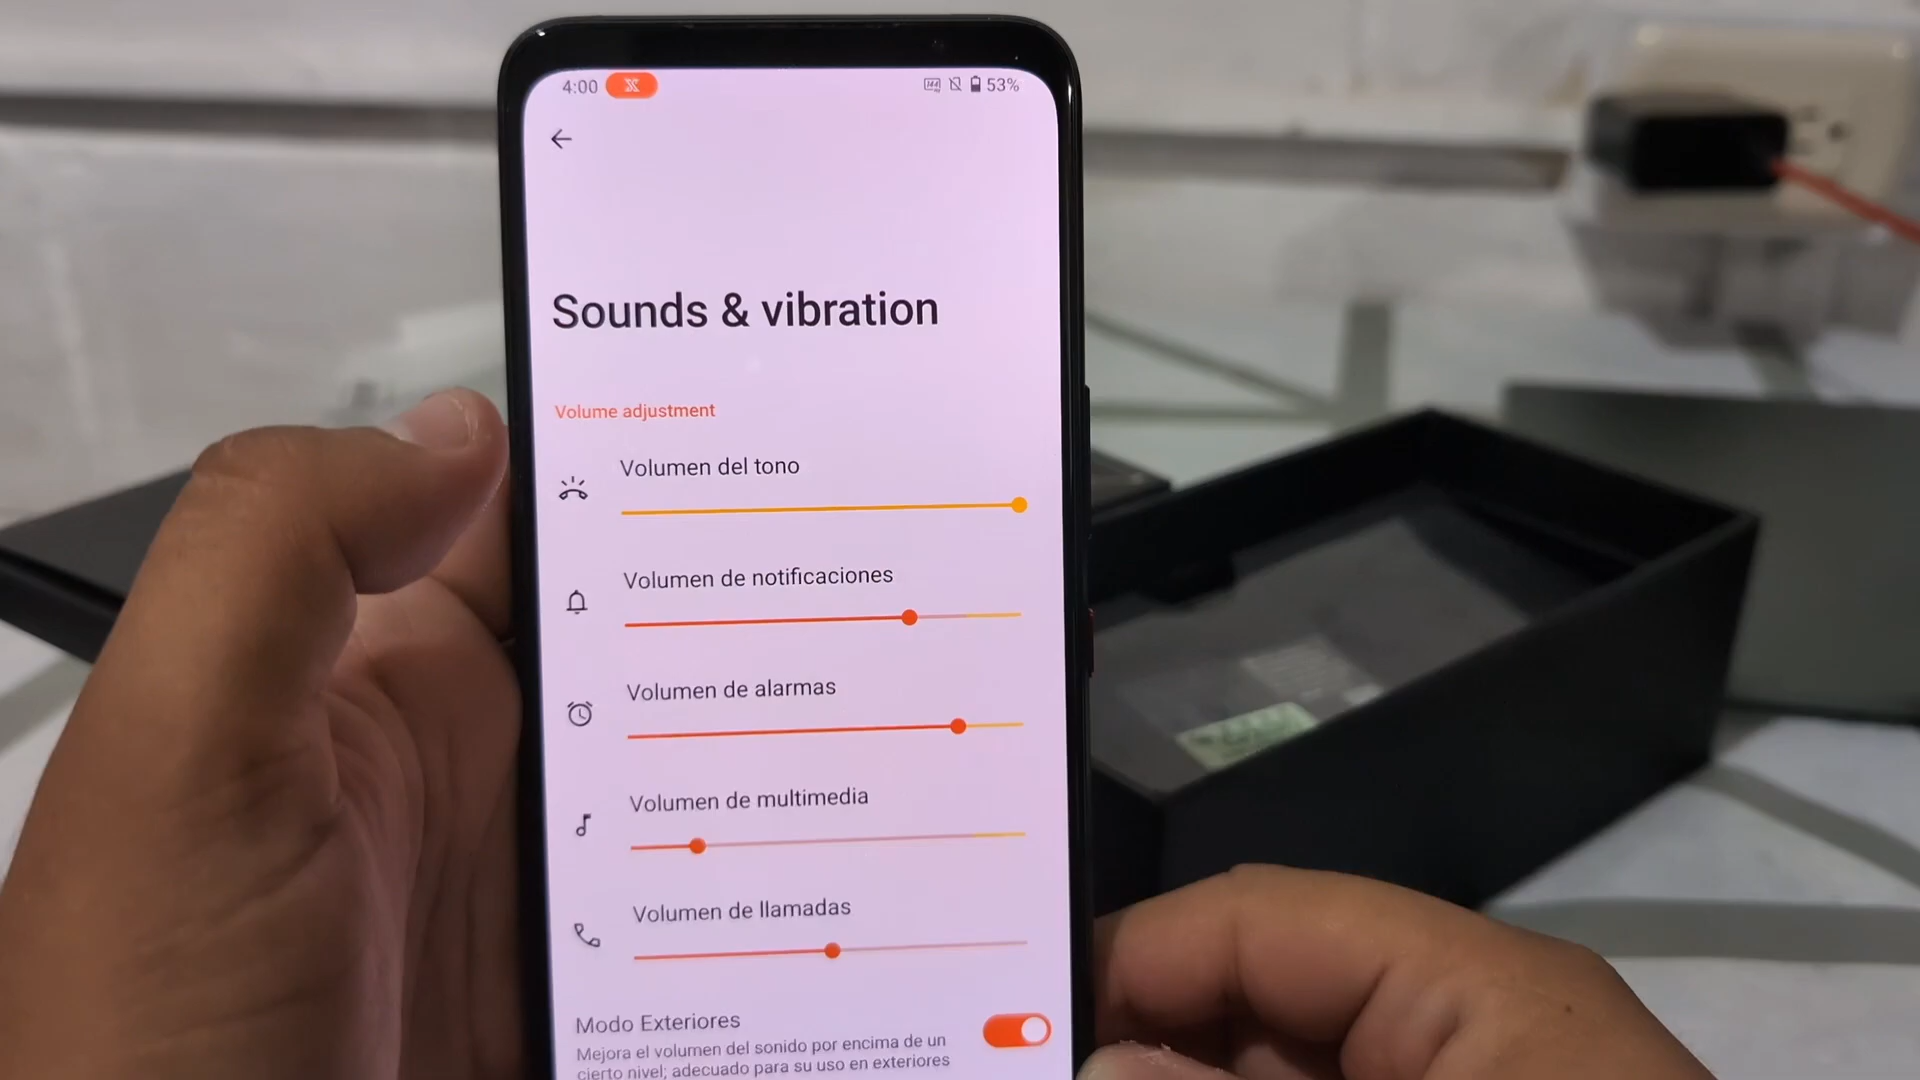 4:00
53%
Sounds & vibration
Volume adjustment
Volumen del tono
Volumen de notificaciones
Volumen de alarmas
Volumen de multimedia
Volumen de llamadas
Modo Exteriores
Mejora el volumen del sonido por encima de un
cierto nivel; adecuado para su uso en exteriores